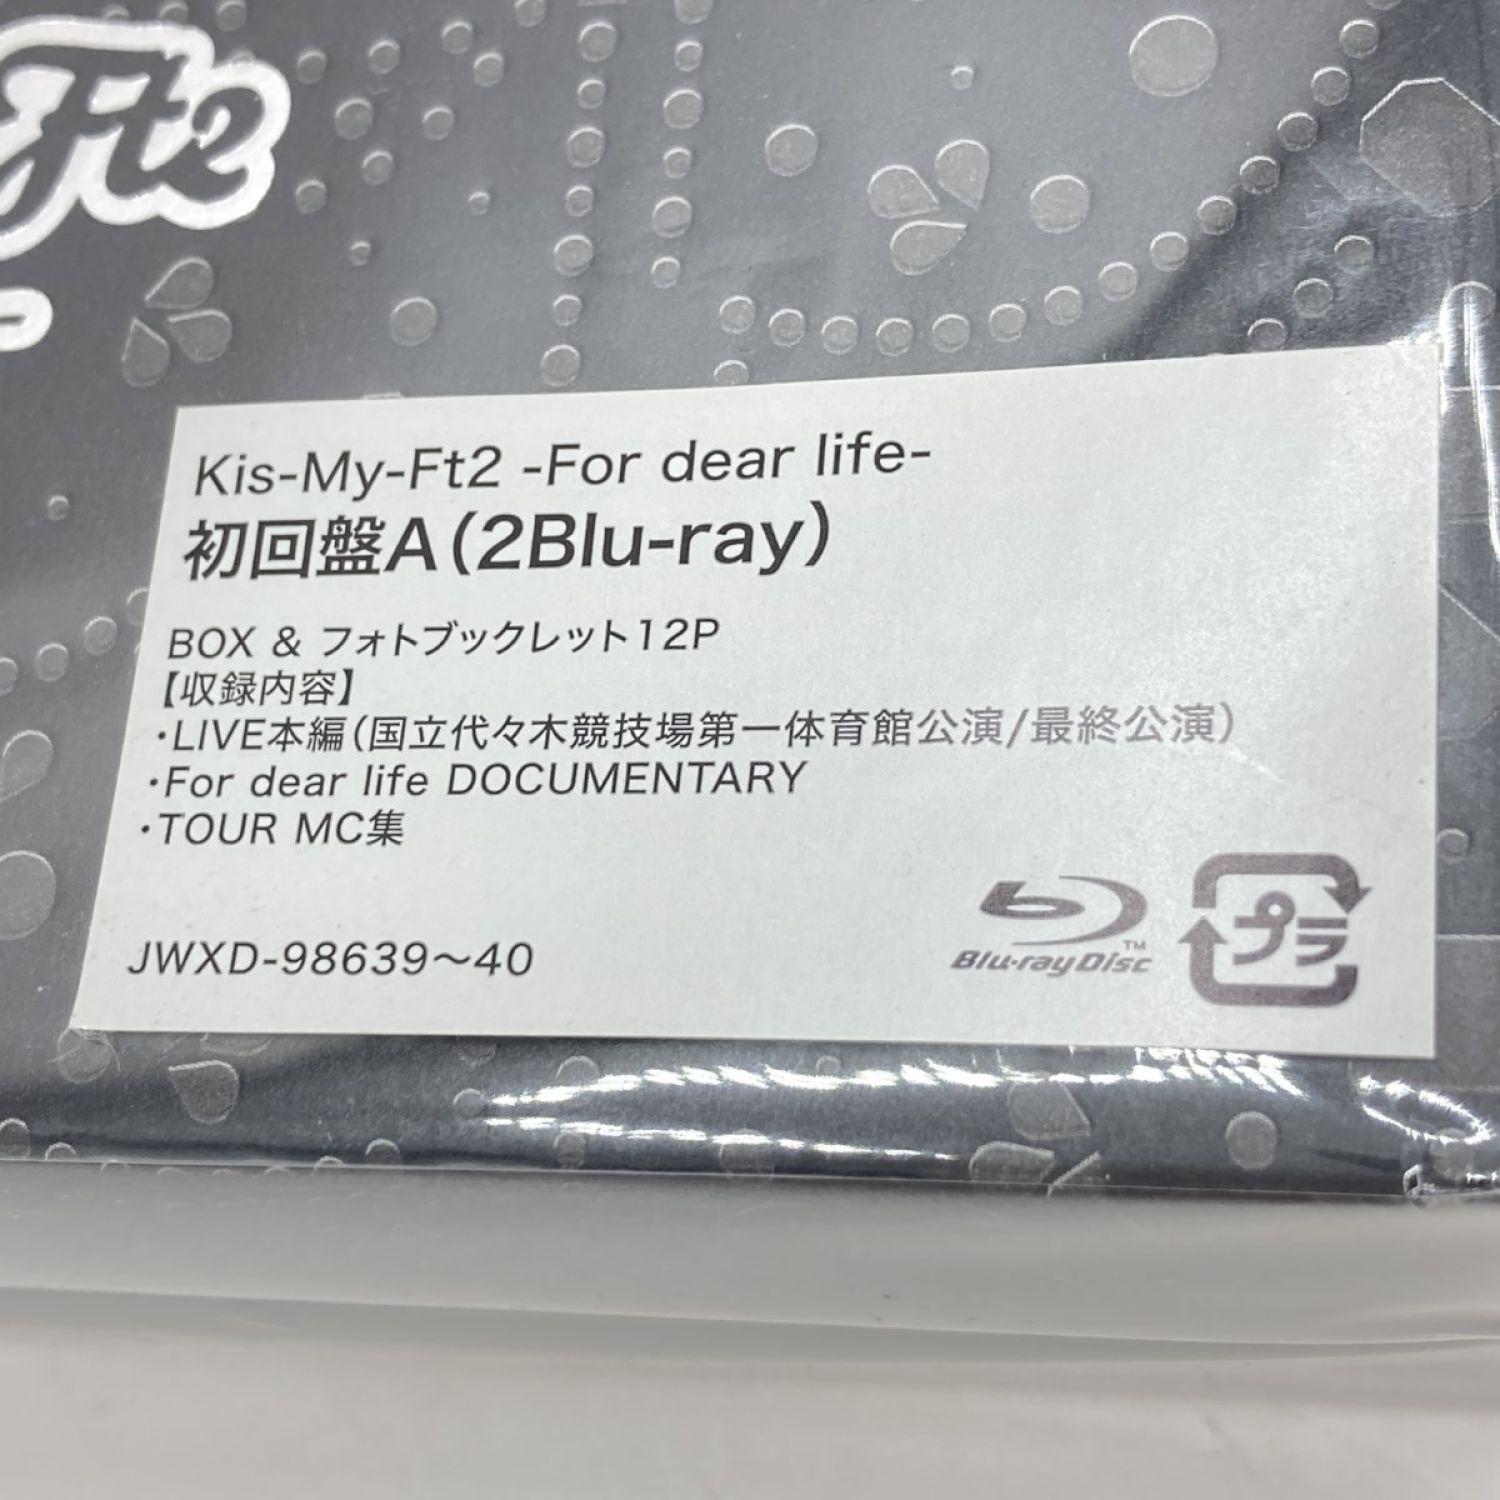 Ft2
Kis-My-Ft2 -For dear life-
初回盤A(2Blu-ray)
BOX & フォトブックレット12P
【収録内容】
・LIVE本編(国立代々木競技場第一体育館公演/最終公演)
・For dear life DOCUMENTARY
・TOUR MC集
JWXD-98639〜40
Blu-ray Disc™
プラ